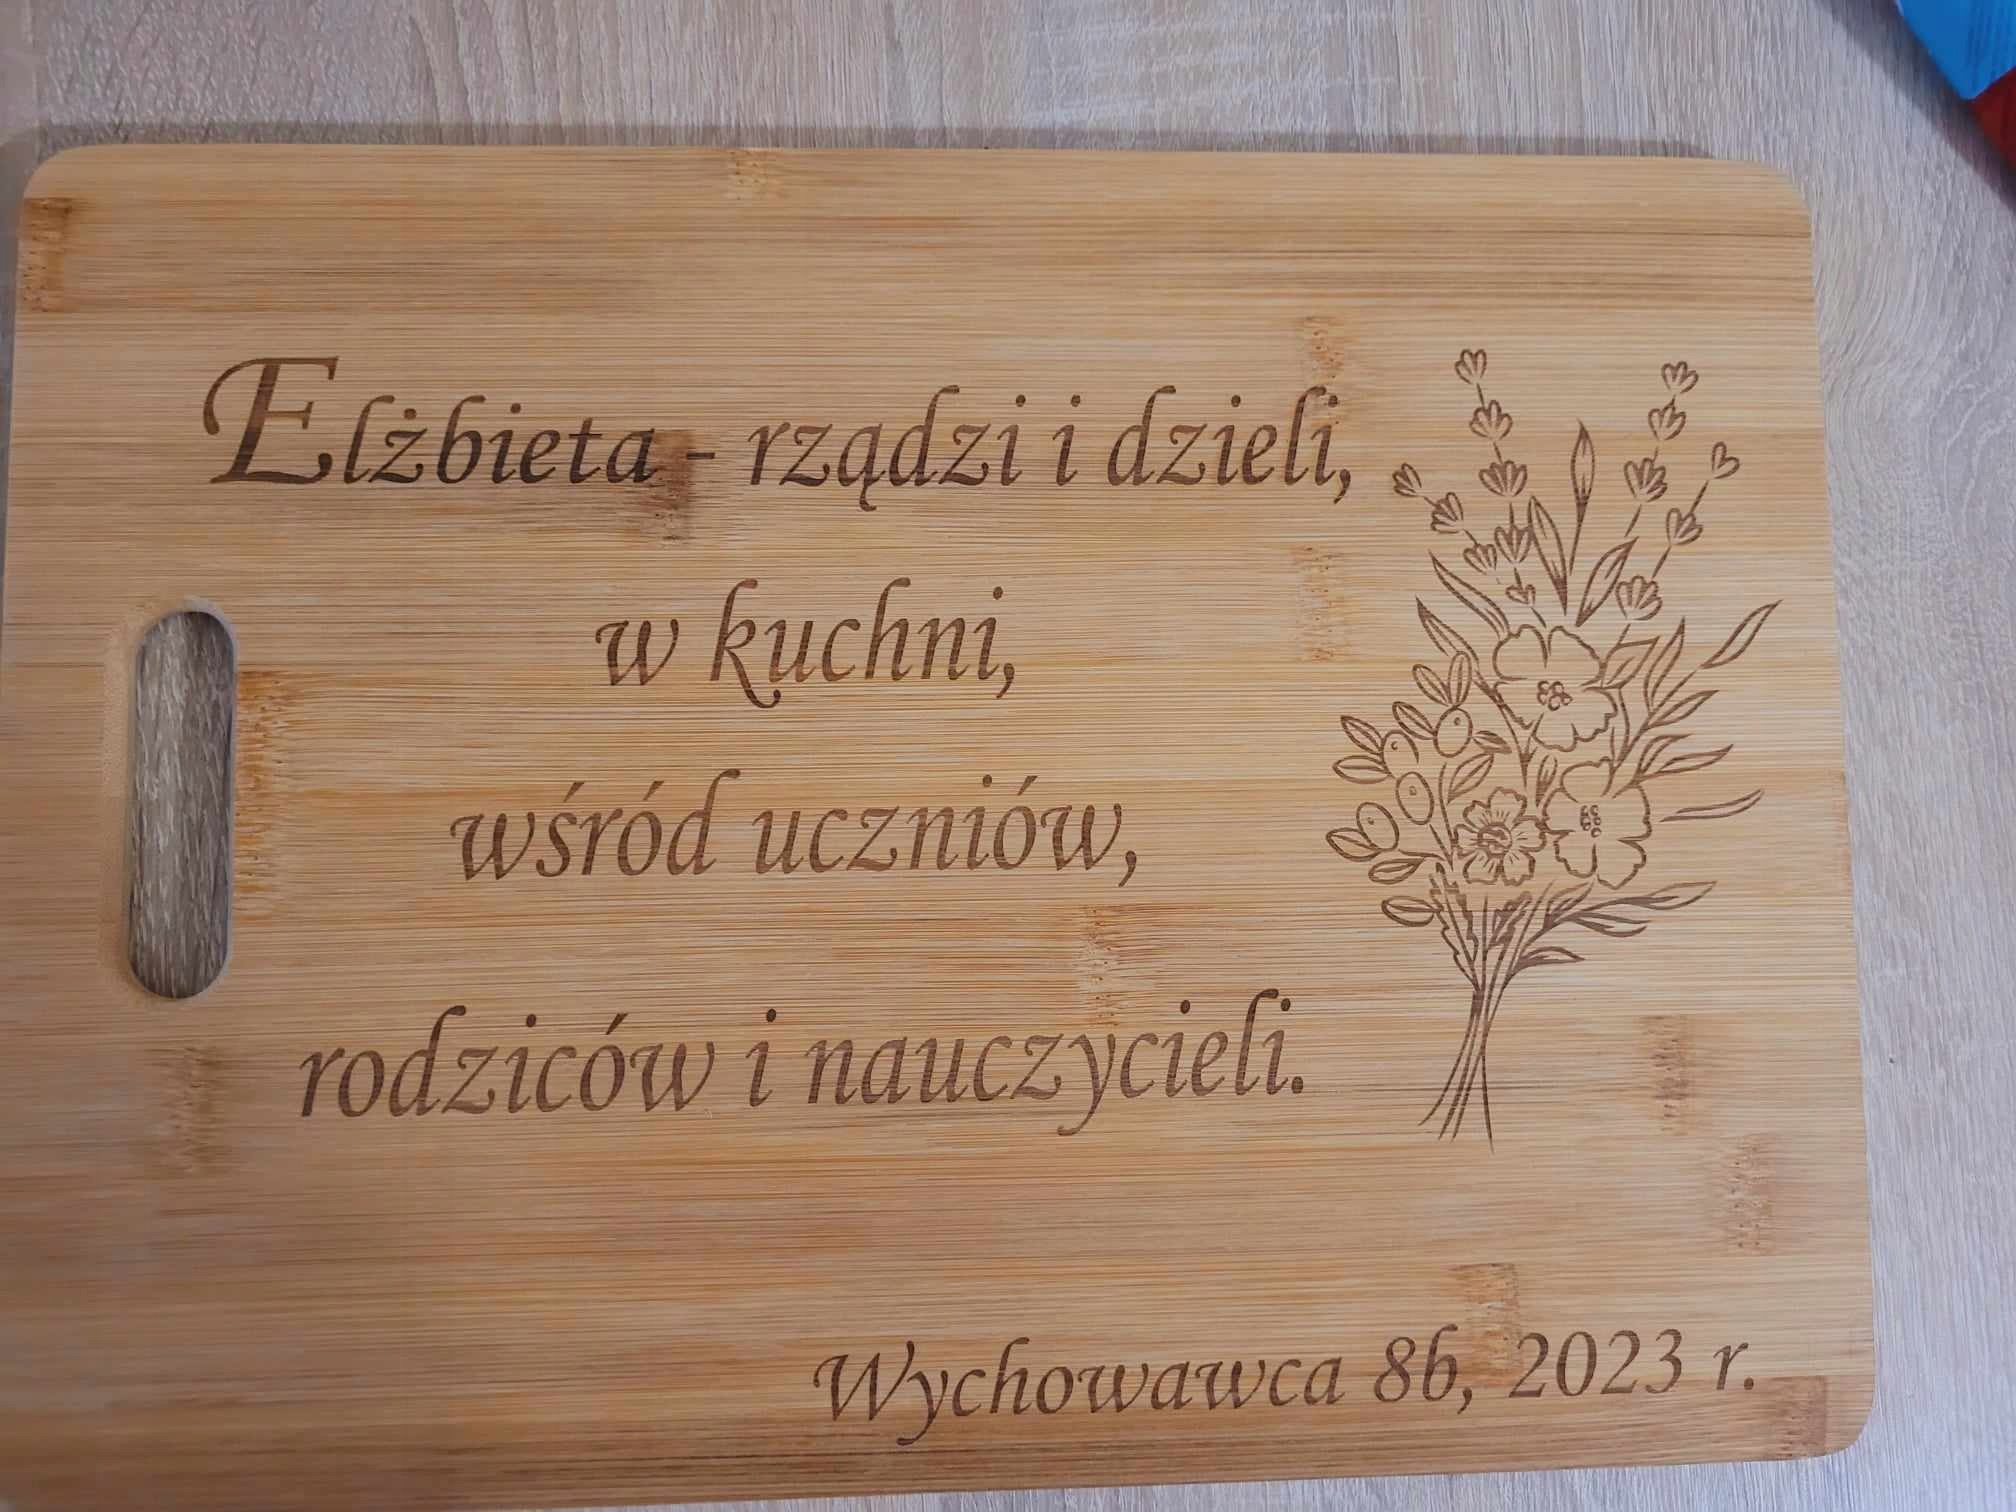 Elżbieta - rządzi i dzieli,
w kuchni,
wśród uczniów,
rodziców i nauczycieli.
Wychowawca 8b, 2023 r.